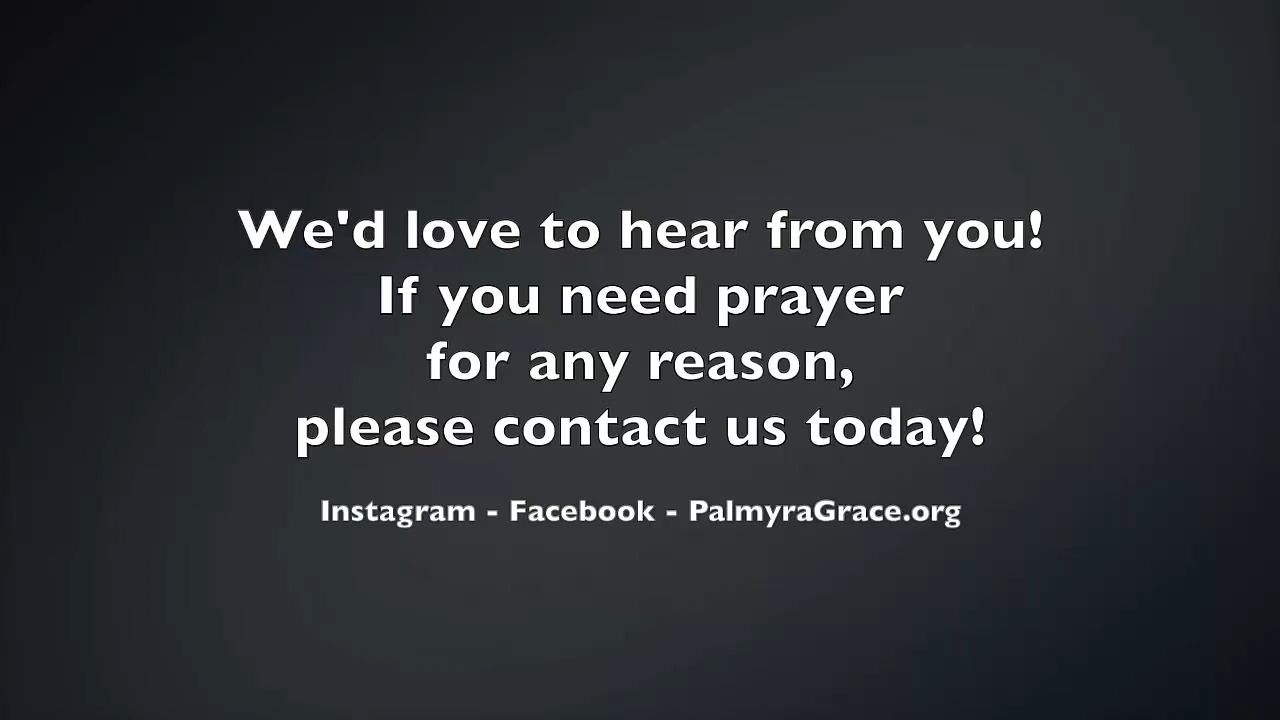 We'd love to hear from you!
If you need prayer
for any reason,
please contact us today!
Instagram - Facebook - PalmyraGrace.org